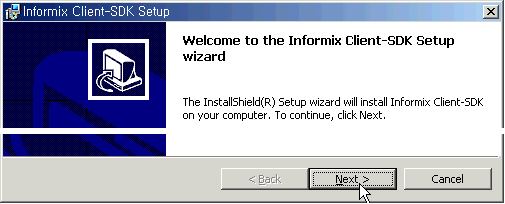 Informix Client-SDK Setup
Welcome to the Informix Client-SDK Setup
wizard
The InstallShield(R) Setup wizard will install Informix Client-SDK
on your computer. To continue, click Next.
< Back
Next >
Cancel